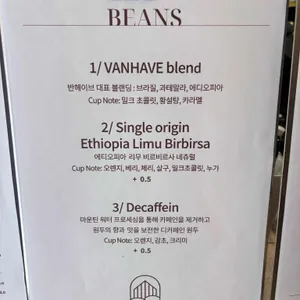 BEANS
1/ VANHAVE blend
반헤이브 대표 블렌딩 : 브라질, 과테말라, 에디오피아
Cup Note: 밀크 초콜릿, 황설탕, 카라멜
2/ Single origin
Ethiopia Limu Birbirsa
에티오피아 리무 비르비르사 네츄럴
Cup Note: 오렌지, 베리, 체리, 살구, 밀크초콜릿, 누가
+ 0.5
3/ Decaffein
마운틴 워터 프로세싱을 통해 카페인을 제거하고
원두의 향과 맛을 보전한 디카페인 원두
Cup Note: 오렌지, 감초, 크리미
+ 0.5